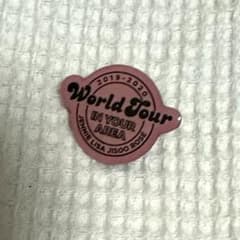 2019-2020
World Tour
IN YOUR
AREA
JENNIE LISA JISOO ROSÉ